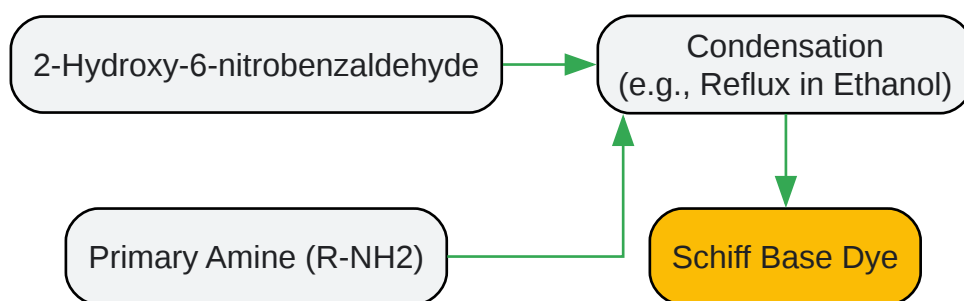 2-Hydroxy-6-nitrobenzaldehyde
Condensation
(e.g., Reflux in Ethanol)
Primary Amine (R-NH2)
Schiff Base Dye